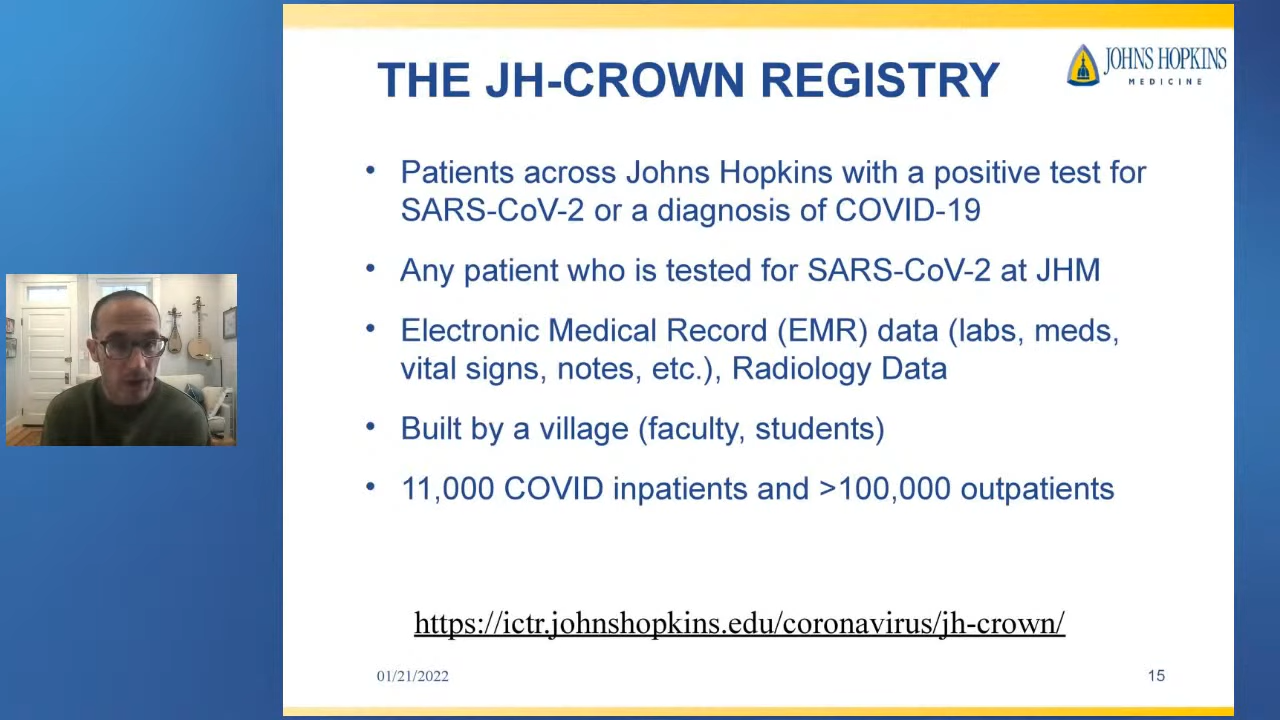 THE JH-CROWN REGISTRY
JOHNS HOPKINS
MEDICINE
• Patients across Johns Hopkins with a positive test for
SARS-CoV-2 or a diagnosis of COVID-19
• Any patient who is tested for SARS-CoV-2 at JHM
• Electronic Medical Record (EMR) data (labs, meds,
vital signs, notes, etc.), Radiology Data
• Built by a village (faculty, students)
• 11,000 COVID inpatients and >100,000 outpatients
https://ictr.johnshopkins.edu/coronavirus/jh-crown/
01/21/2022
15